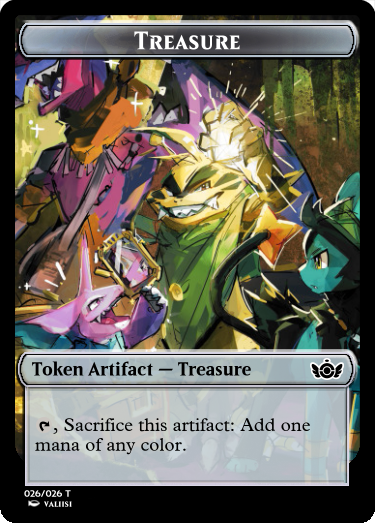 Treasure
Token Artifact — Treasure
, Sacrifice this artifact: Add one
mana of any color.
026/026 T
VALIISI